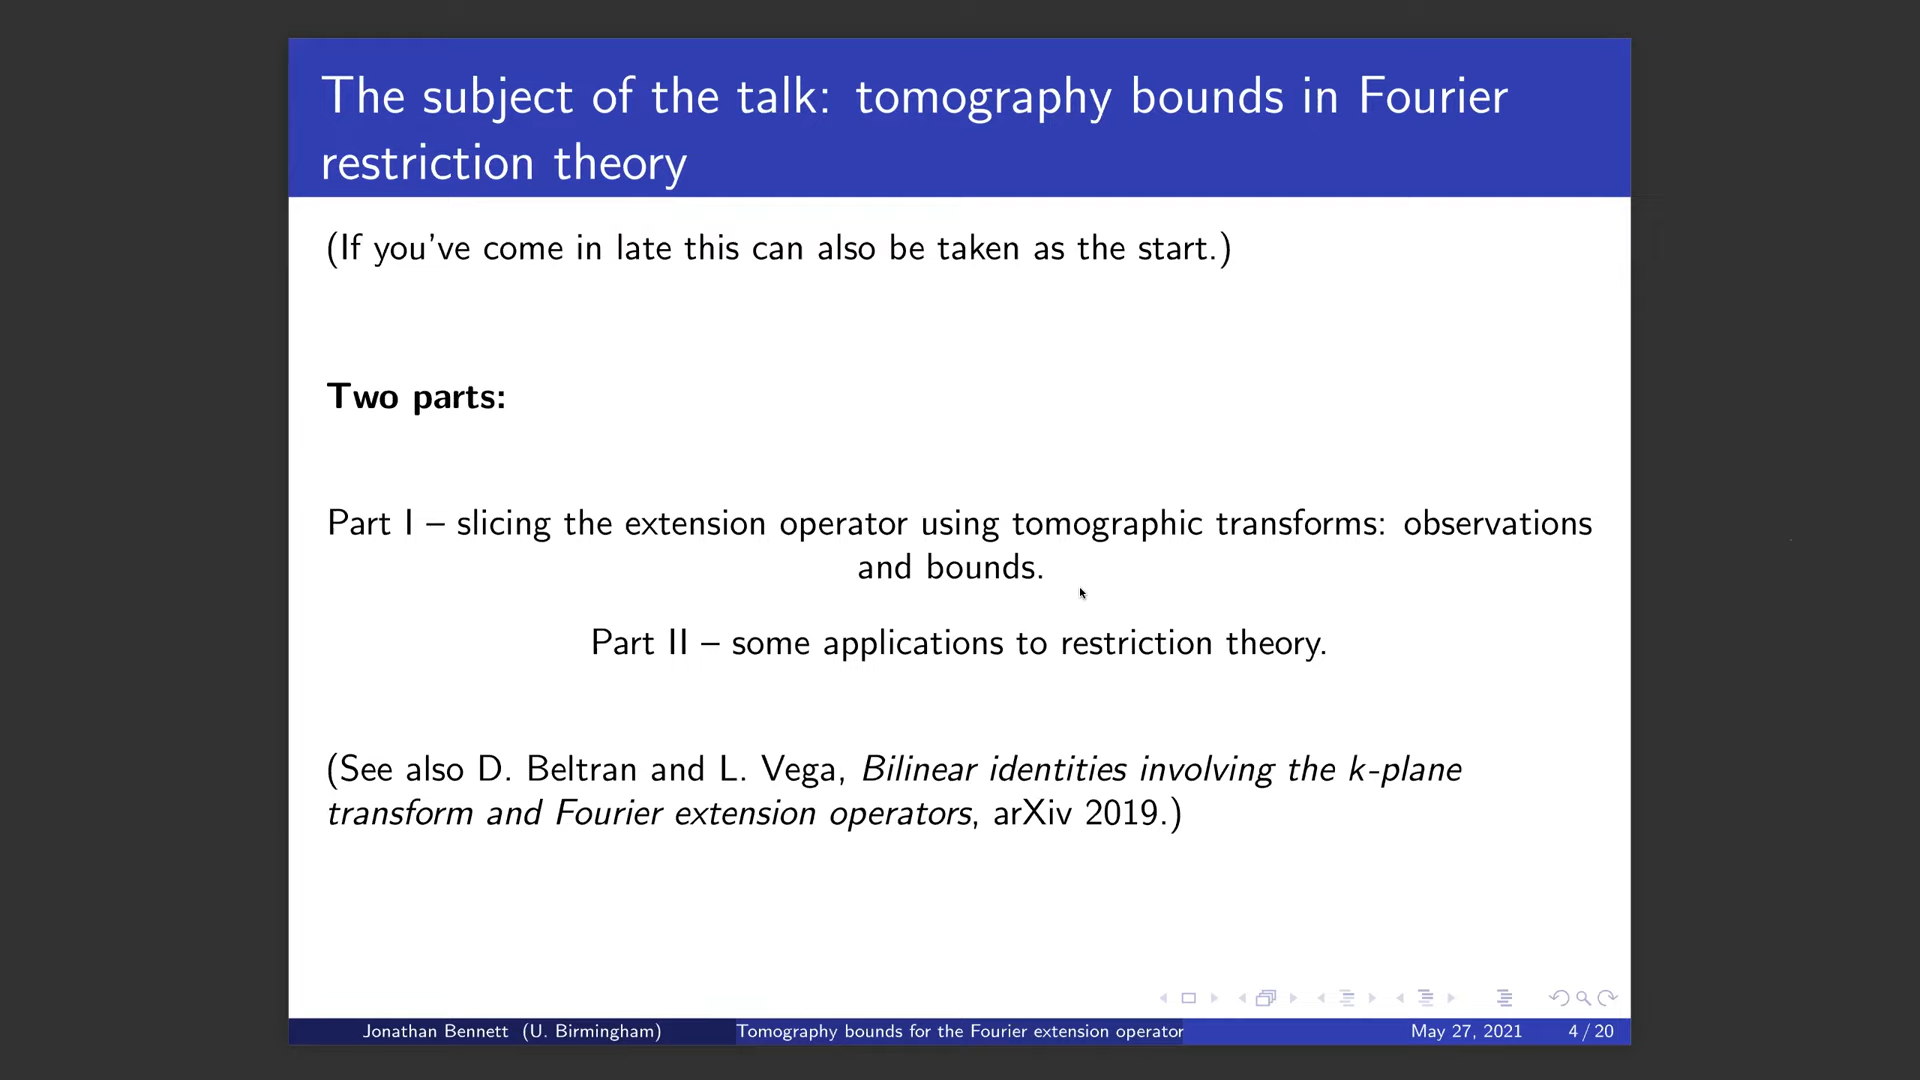 The subject of the talk: tomography bounds in Fourier
restriction theory
(If you've come in late this can also be taken as the start.)
Two parts:
Part I – slicing the extension operator using tomographic transforms: observations
and bounds.
Part II – some applications to restriction theory.
(See also D. Beltran and L. Vega, Bilinear identities involving the k-plane
transform and Fourier extension operators, arXiv 2019.)
Jonathan Bennett (U. Birmingham) Tomography bounds for the Fourier extension operator May 27, 2021 4 / 20